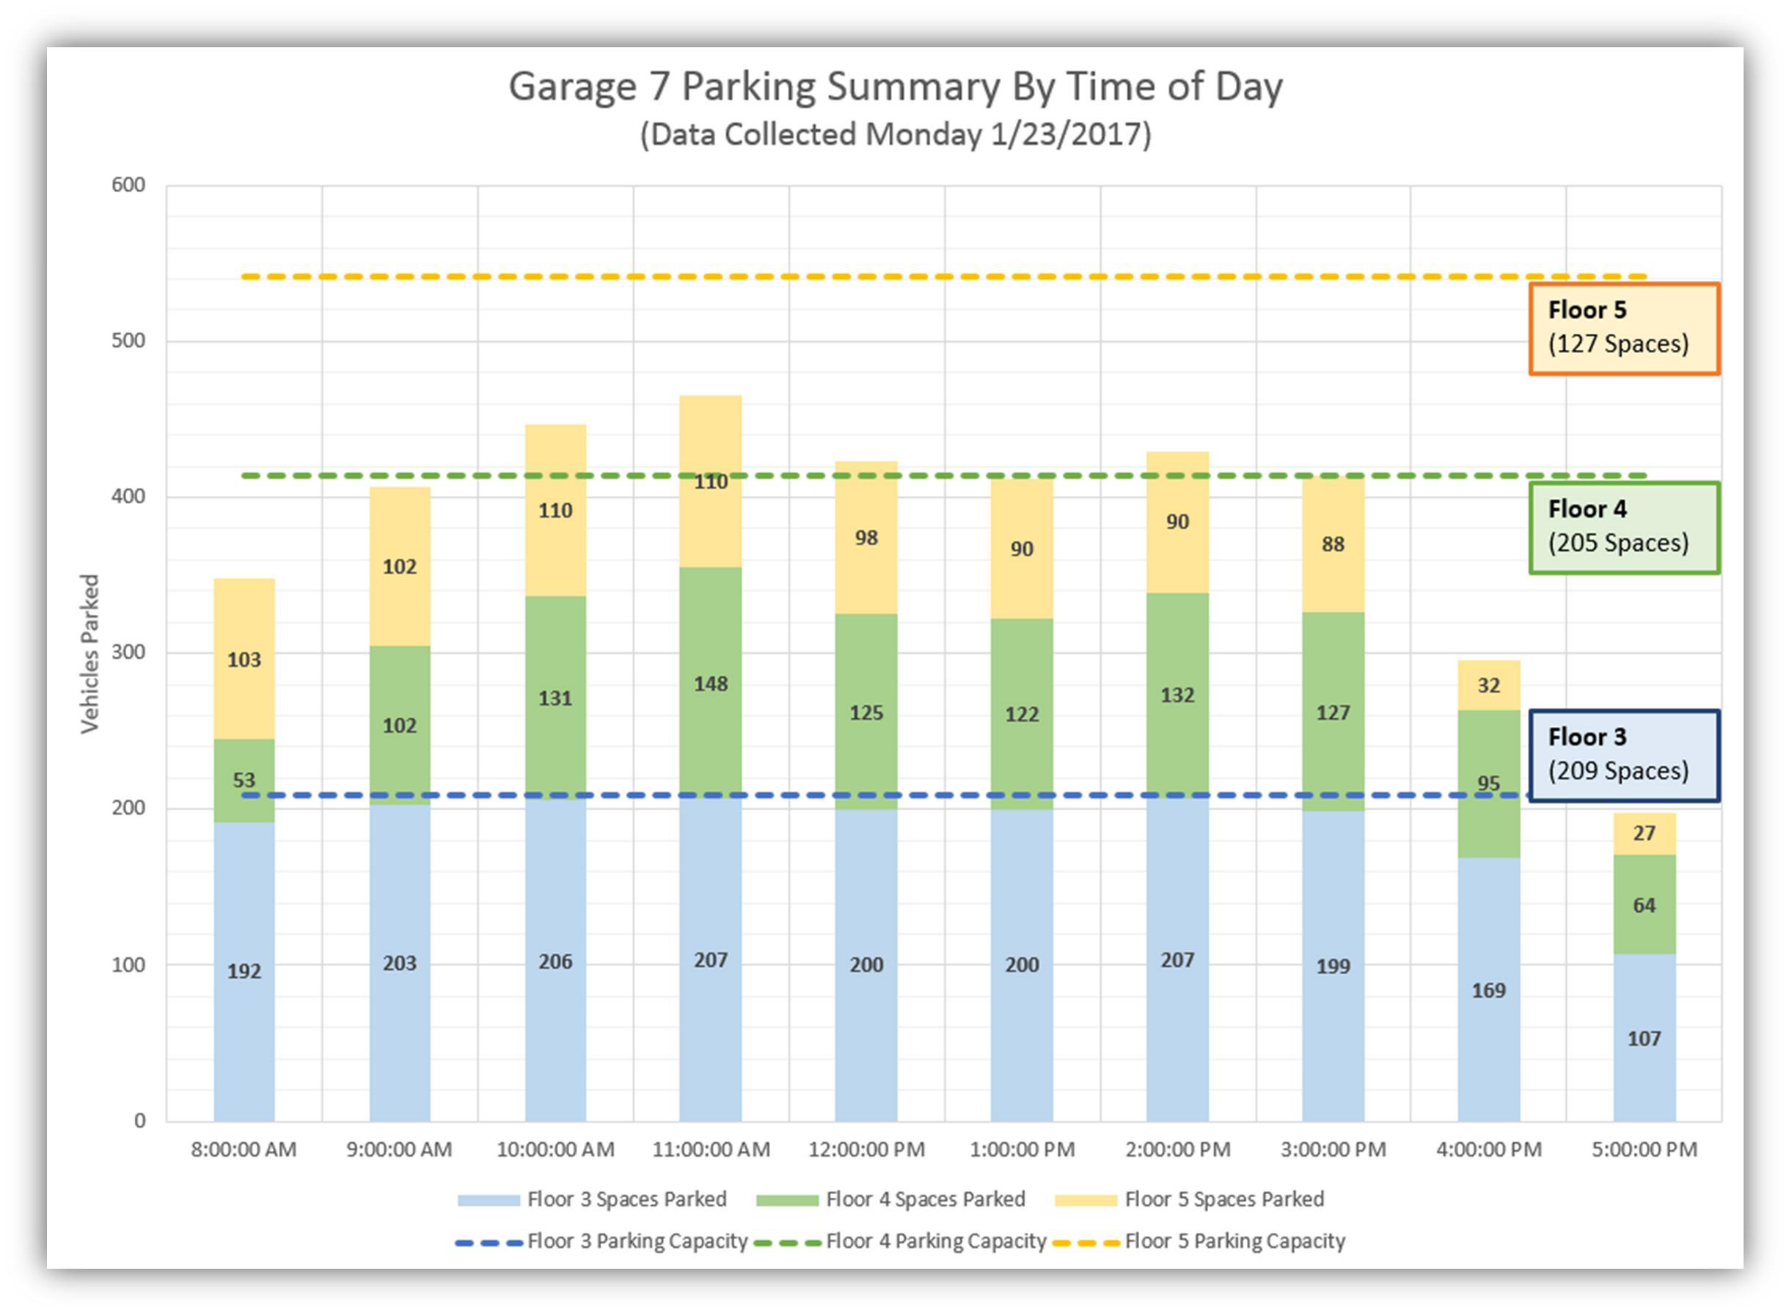 Garage 7 Parking Summary By Time of Day
(Data Collected Monday 1/23/2017)
Vehicles Parked
600
500
400
300
200
100
0
Floor 5
(127 Spaces)
Floor 4
(205 Spaces)
Floor 3
(209 Spaces)
103 53 192
102 102 203
110 131 206
110 148 207
98 125 200
90 122 200
90 132 207
88 127 199
32 95 169
27 64 107
8:00:00 AM 9:00:00 AM 10:00:00 AM 11:00:00 AM 12:00:00 PM 1:00:00 PM 2:00:00 PM 3:00:00 PM 4:00:00 PM 5:00:00 PM
Floor 3 Spaces Parked Floor 4 Spaces Parked Floor 5 Spaces Parked
Floor 3 Parking Capacity Floor 4 Parking Capacity Floor 5 Parking Capacity